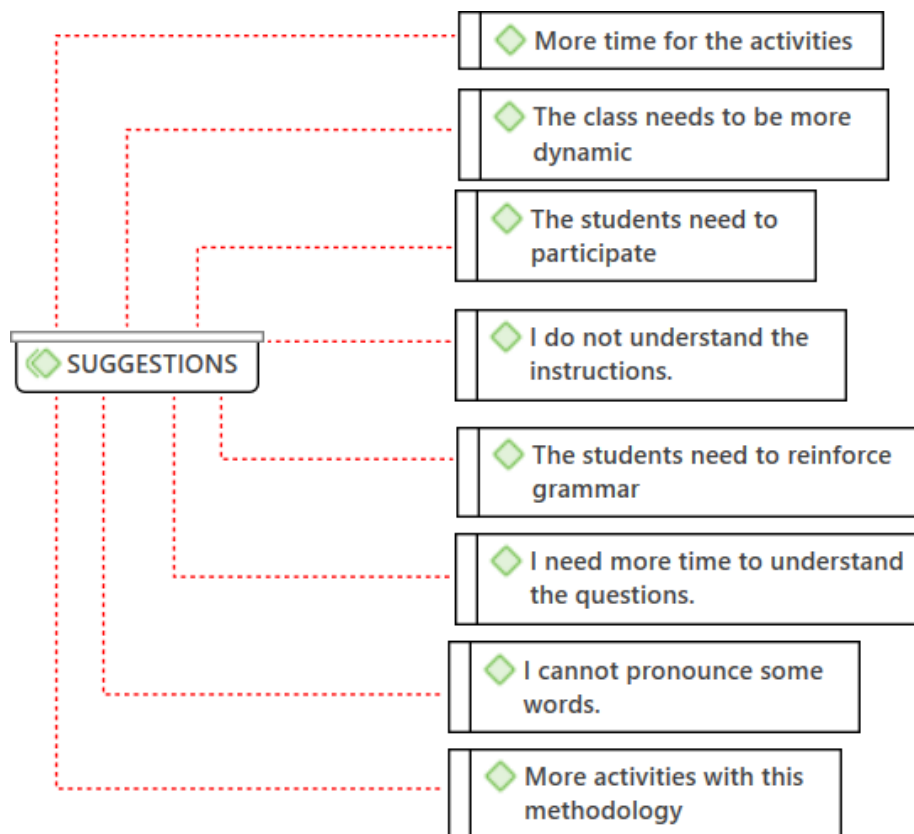 More time for the activities
The class needs to be more
dynamic
The students need to
participate
I do not understand the
instructions.
SUGGESTIONS
The students need to reinforce
grammar
I need more time to understand
the questions.
I cannot pronounce some
words.
More activities with this
methodology